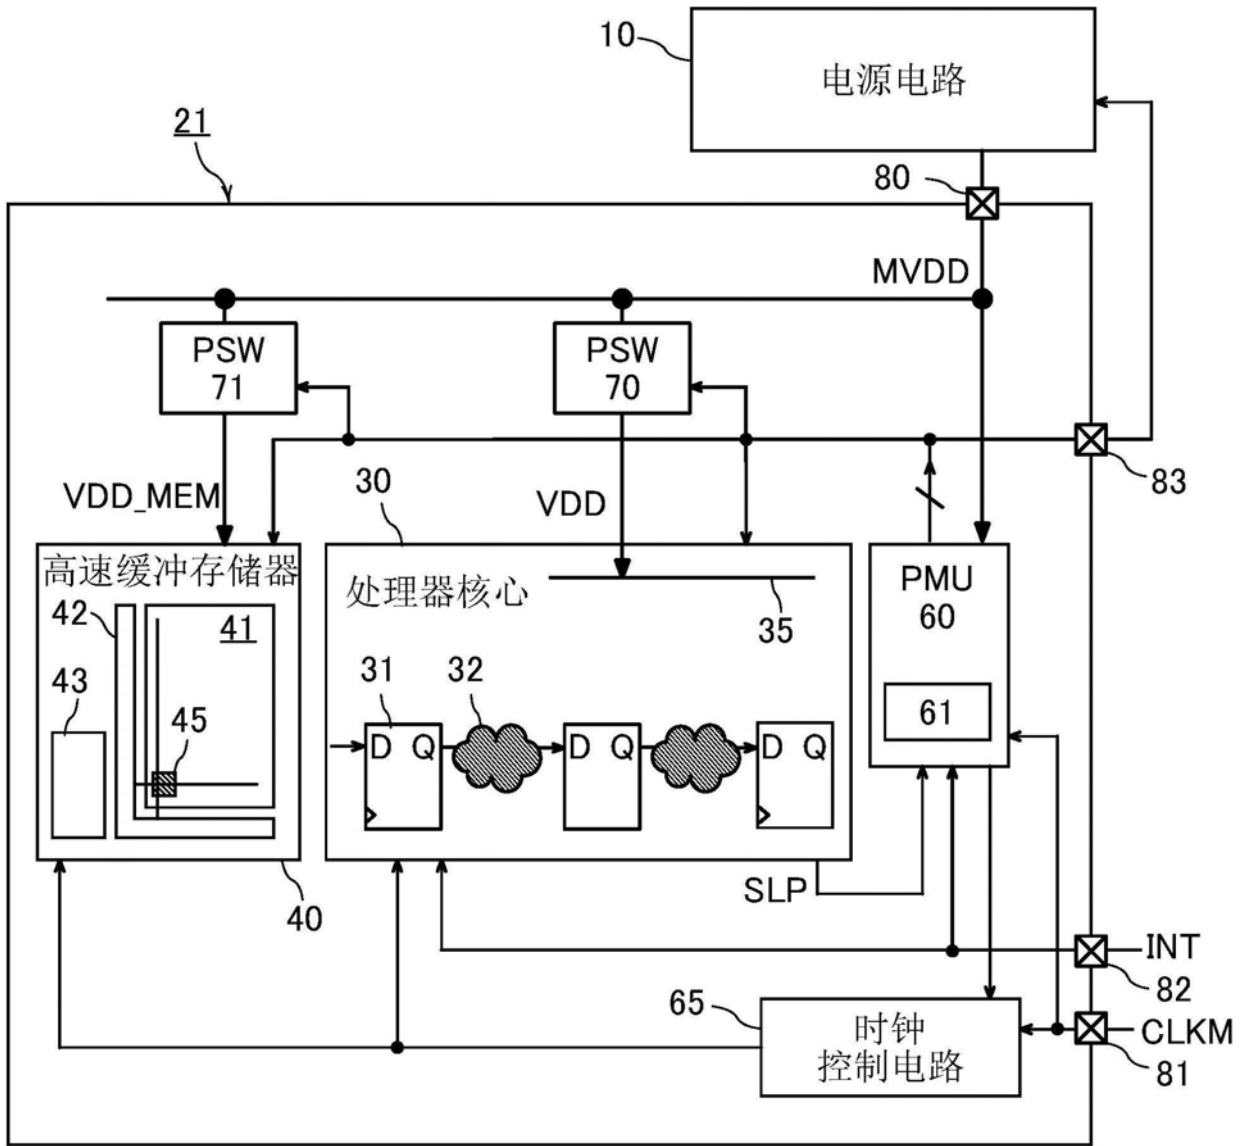 10
电源电路
21
80
MVDD
PSW
71
PSW
70
83
VDD_MEM
30
VDD
高速缓冲存储器
处理器核心
35
PMU
60
42
41
43
45
31
32
61
D Q
D Q
D Q
40
SLP
INT
82
65
时钟
控制电路
CLKM
81